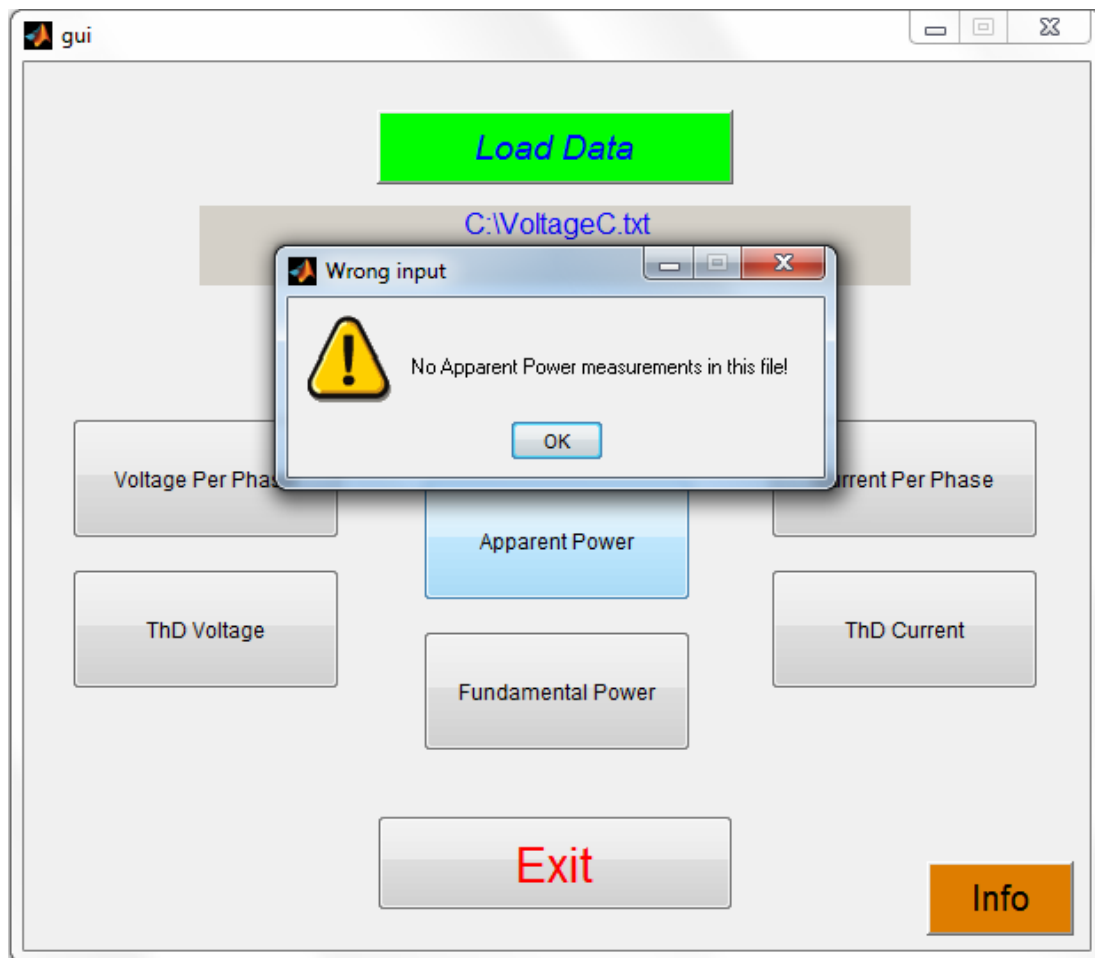 gui
Load Data
C:\VoltageC.txt
Wrong input
No Apparent Power measurements in this file!
OK
Voltage Per Phas
rrent Per Phase
Apparent Power
ThD Voltage
ThD Current
Fundamental Power
Exit
Info